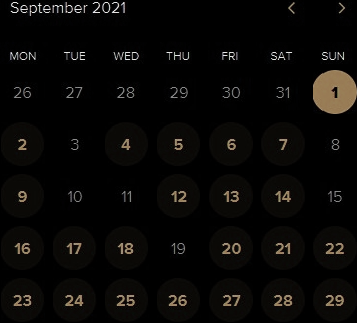 September 2021
MON TUE WED THU FRI SAT SUN
26 27 28 29 30 31 1
2 3 4 5 6 7 8
9 10 11 12 13 14 15
16 17 18 19 20 21 22
23 24 25 26 27 28 29